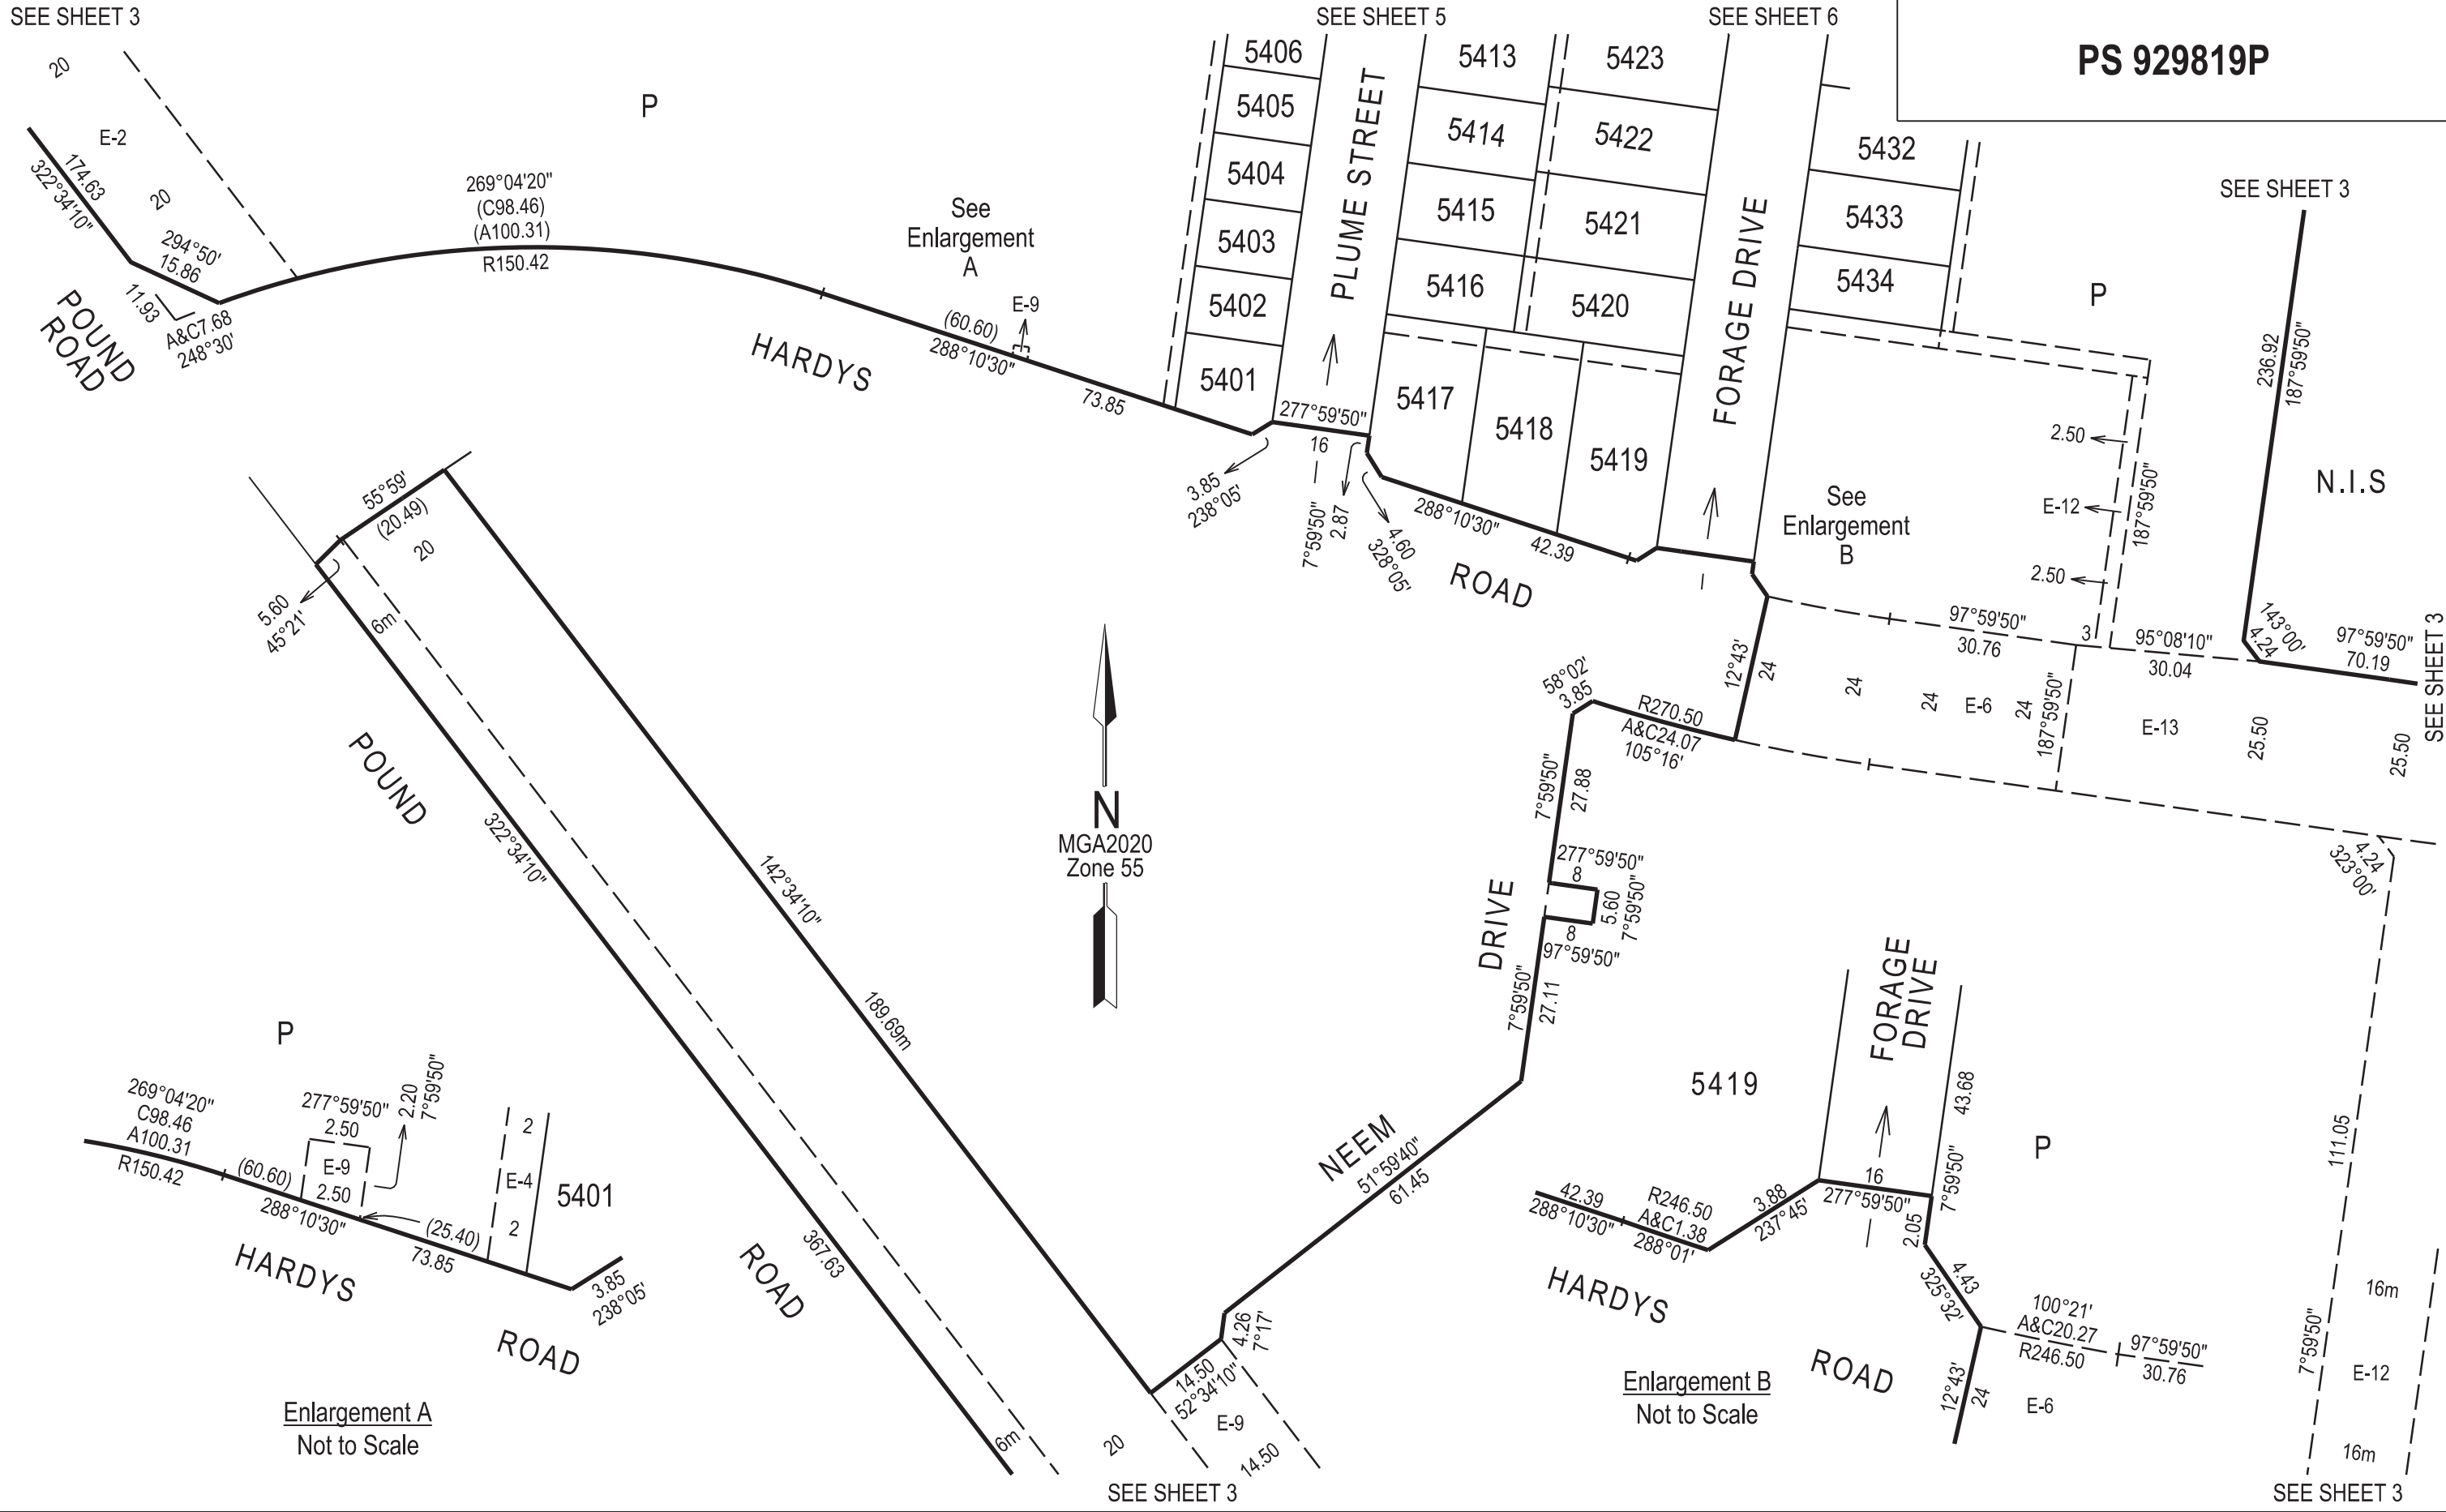 SEE SHEET 3
SEE SHEET 5
SEE SHEET 6
PS 929819P
20
E-2
20
174.63
322°34'10"
294°50'
15.86
11.93
A&C7.68
248°30'
POUND
ROAD
P
269°04'20"
(C98.46)
(A100.31)
R150.42
See
Enlargement
A
E-9
(60.60)
288°10'30"
73.85
HARDYS
5406
5405
5404
5403
5402
5401
PLUME STREET
5413
5414
5415
5416
5417
5418
5419
5423
5422
5421
5420
FORAGE DRIVE
5432
5433
5434
P
SEE SHEET 3
236.92
187°59'50"
N.I.S
277°59'50"
16
3.85
238°05'
7°59'50"
2.87
4.60
328°05'
288°10'30"
42.39
ROAD
See
Enlargement
B
2.50
E-12
187°59'50"
2.50
97°59'50"
30.76
3
95°08'10"
30.04
143°00'
4.24
97°59'50"
70.19
SEE SHEET 3
12°43'
24
24
24
E-6
24
187°59'50"
E-13
25.50
25.50
55°59'
(20.49)
20
5.60
45°21'
6m
58°02'
3.85
R270.50
A&C24.07
105°16'
7°59'50"
27.88
277°59'50"
8
5.60
7°59'50"
8
97°59'50"
DRIVE
7°59'50"
27.11
4.24
323°00'
N
MGA2020
Zone 55
POUND
322°34'10"
142°34'10"
189.69m
367.63
ROAD
NEEM
51°59'40"
61.45
4.26
7°17'
14.50
52°34'10"
E-9
14.50
20
6m
SEE SHEET 3
P
269°04'20"
C98.46
A100.31
R150.42
277°59'50"
2.50
2.20
7°59'50"
E-9
2.50
(60.60)
288°10'30"
(25.40)
73.85
2
E-4
2
5401
3.85
238°05'
HARDYS
ROAD
Enlargement A
Not to Scale
FORAGE
DRIVE
5419
43.68
7°59'50"
P
16
277°59'50"
42.39
288°10'30"
R246.50
A&C1.38
288°01'
3.88
237°45'
2.05
4.43
325°32'
100°21'
A&C20.27
R246.50
97°59'50"
30.76
12°43'
24
E-6
HARDYS
ROAD
Enlargement B
Not to Scale
111.05
7°59'50"
16m
E-12
16m
SEE SHEET 3